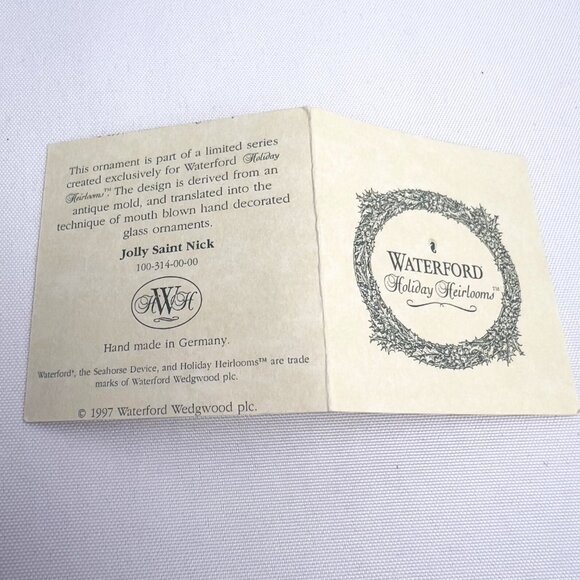 This ornament is part of a limited series
created exclusively for Waterford Holiday
Heirlooms™. The design is derived from an
antique mold, and translated into the
technique of mouth blown hand decorated
glass ornaments.
Jolly Saint Nick
100-314-00-00
HWH
Hand made in Germany.
Waterford®, the Seahorse Device, and Holiday Heirlooms™ are trade
marks of Waterford Wedgwood plc.
© 1997 Waterford Wedgwood plc.
WATERFORD
Holiday Heirlooms™